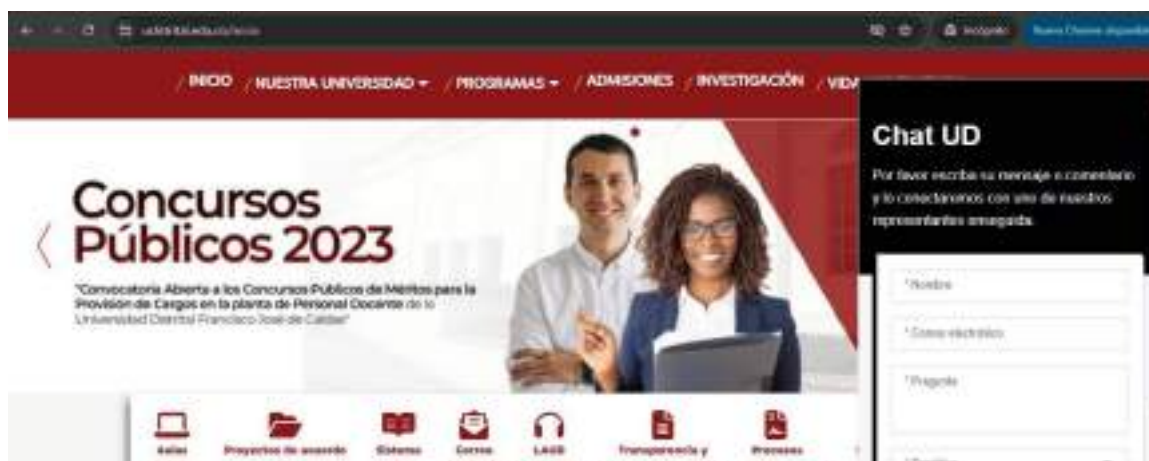 Incógnito
/ INICIO / NUESTRA UNIVERSIDAD / PROGRAMAS / ADMISIONES / INVESTIGACIÓN / VIDA
Concursos
Públicos 2023
"Convocatoria Abierta a los Concursos Públicos de Méritos para la
Provisión de Cargos en la planta de Personal Docente de la
Universidad Distrital Francisco José de Caldas"
Chat UD
Por favor escriba su mensaje o comentario
y lo conectaremos con uno de nuestros
representantes enseguida.
* Nombre
* Correo electrónico
* Pregunta
Aulas Proyectos de acuerdo Sistema Correo LAUD Transparencia y Procesos